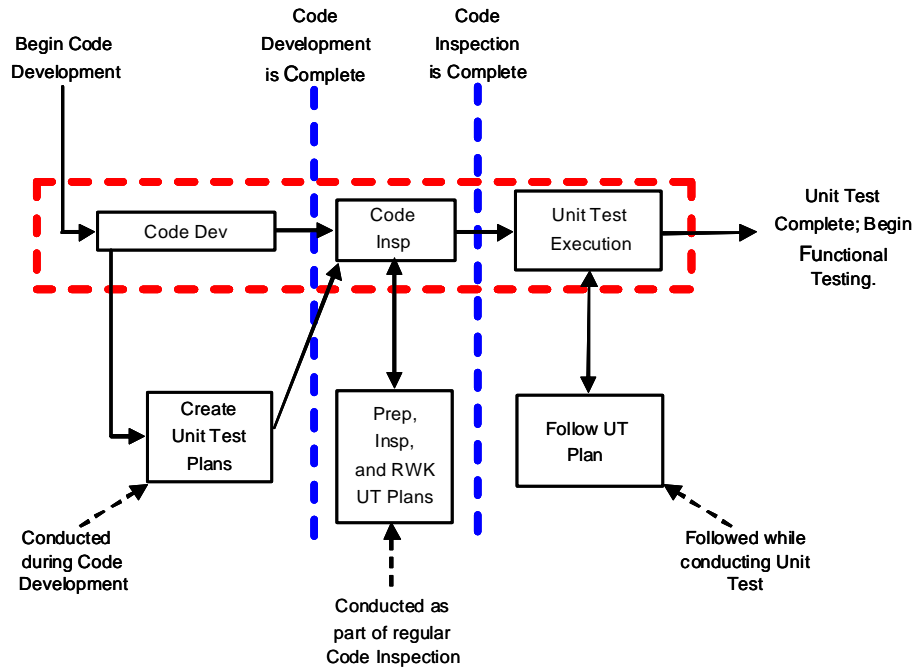 Begin Code
Development
Code
Development
is Complete
Code
Inspection
is Complete
Code Dev
Code
Insp
Unit Test
Execution
Unit Test
Complete; Begin
Functional
Testing.
Create
Unit Test
Plans
Prep,
Insp,
and RWK
UT Plans
Follow UT
Plan
Conducted
during Code
Development
Conducted as
part of regular
Code Inspection
Followed while
conducting Unit
Test